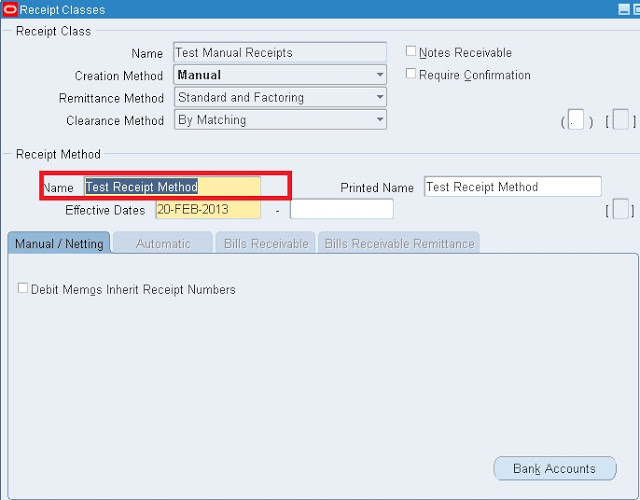 Receipt Classes
Receipt Class
Name Test Manual Receipts
Notes Receivable
Creation Method Manual
Require Confirmation
Remittance Method Standard and Factoring
Clearance Method By Matching
( . ) [ ]
Receipt Method
Name Test Receipt Method Printed Name Test Receipt Method
Effective Dates 20-FEB-2013 - [ ]
Manual / Netting Automatic Bills Receivable Bills Receivable Remittance
Debit Memos Inherit Receipt Numbers
Bank Accounts